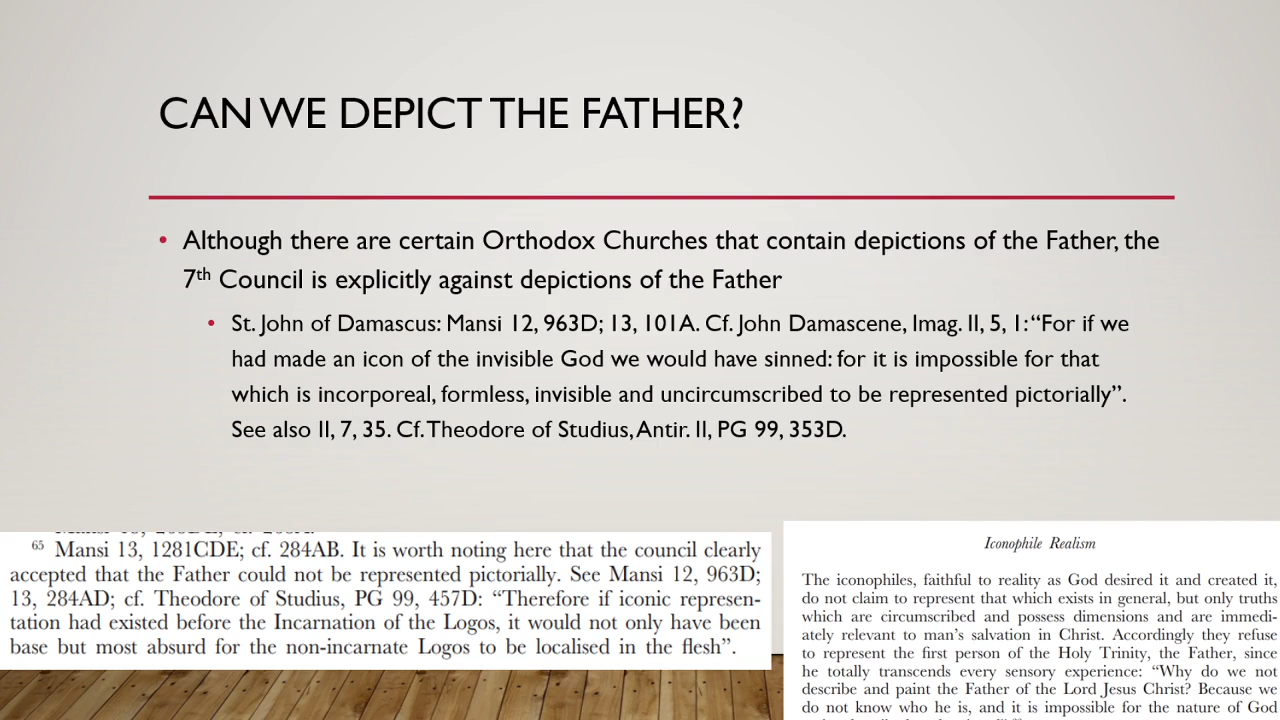 CAN WE DEPICT THE FATHER?
• Although there are certain Orthodox Churches that contain depictions of the Father, the
7th Council is explicitly against depictions of the Father
• St. John of Damascus: Mansi 12, 963D; 13, 101A. Cf. John Damascene, Imag. II, 5, 1: “For if we
had made an icon of the invisible God we would have sinned: for it is impossible for that
which is incorporeal, formless, invisible and uncircumscribed to be represented pictorially”.
See also II, 7, 35. Cf. Theodore of Studius, Antir. II, PG 99, 353D.
65 Mansi 13, 1281CDE; cf. 284AB. It is worth noting here that the council clearly
accepted that the Father could not be represented pictorially. See Mansi 12, 963D;
13, 284AD; cf. Theodore of Studius, PG 99, 457D: “Therefore if iconic represen-
tation had existed before the Incarnation of the Logos, it would not only have been
base but most absurd for the non-incarnate Logos to be localised in the flesh”.
Iconophile Realism
The iconophiles, faithful to reality as God desired it and created it,
do not claim to represent that which exists in general, but only truths
which are circumscribed and possess dimensions and are immedi-
ately relevant to man’s salvation in Christ. Accordingly they refuse
to represent the first person of the Holy Trinity, the Father, since
he totally transcends every sensory experience: “Why do we not
describe and paint the Father of the Lord Jesus Christ? Because we
do not know who he is, and it is impossible for the nature of God